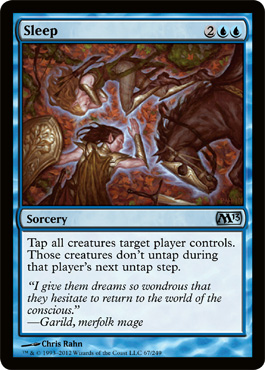 Sleep 2
Sorcery M13
Tap all creatures target player controls.
Those creatures don't untap during
that player's next untap step.
"I give them dreams so wondrous that
they hesitate to return to the world of the
conscious."
—Garild, merfolk mage
Chris Rahn
™ & © 1993–2012 Wizards of the Coast LLC 67/249